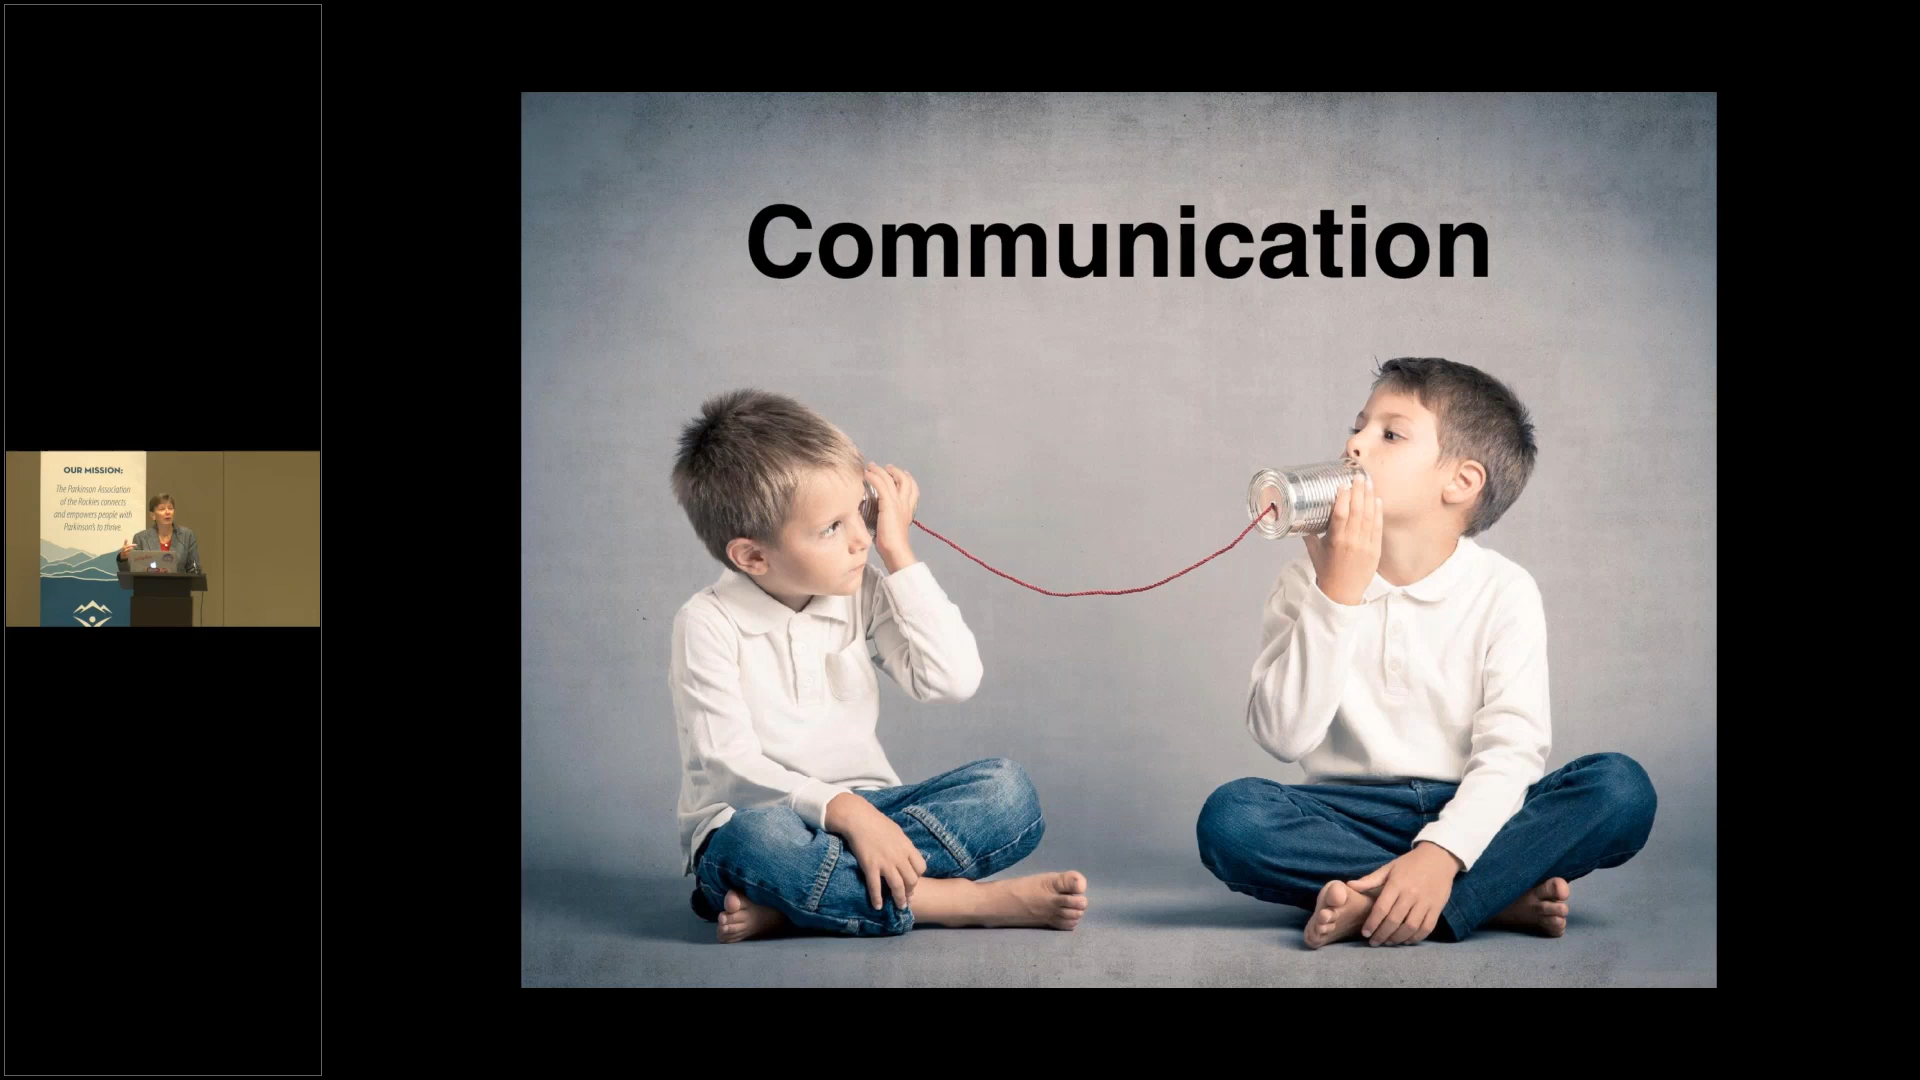 OUR MISSION:
The Parkinson Association
of the Rockies connects
and empowers people with
Parkinson's to thrive.
Communication